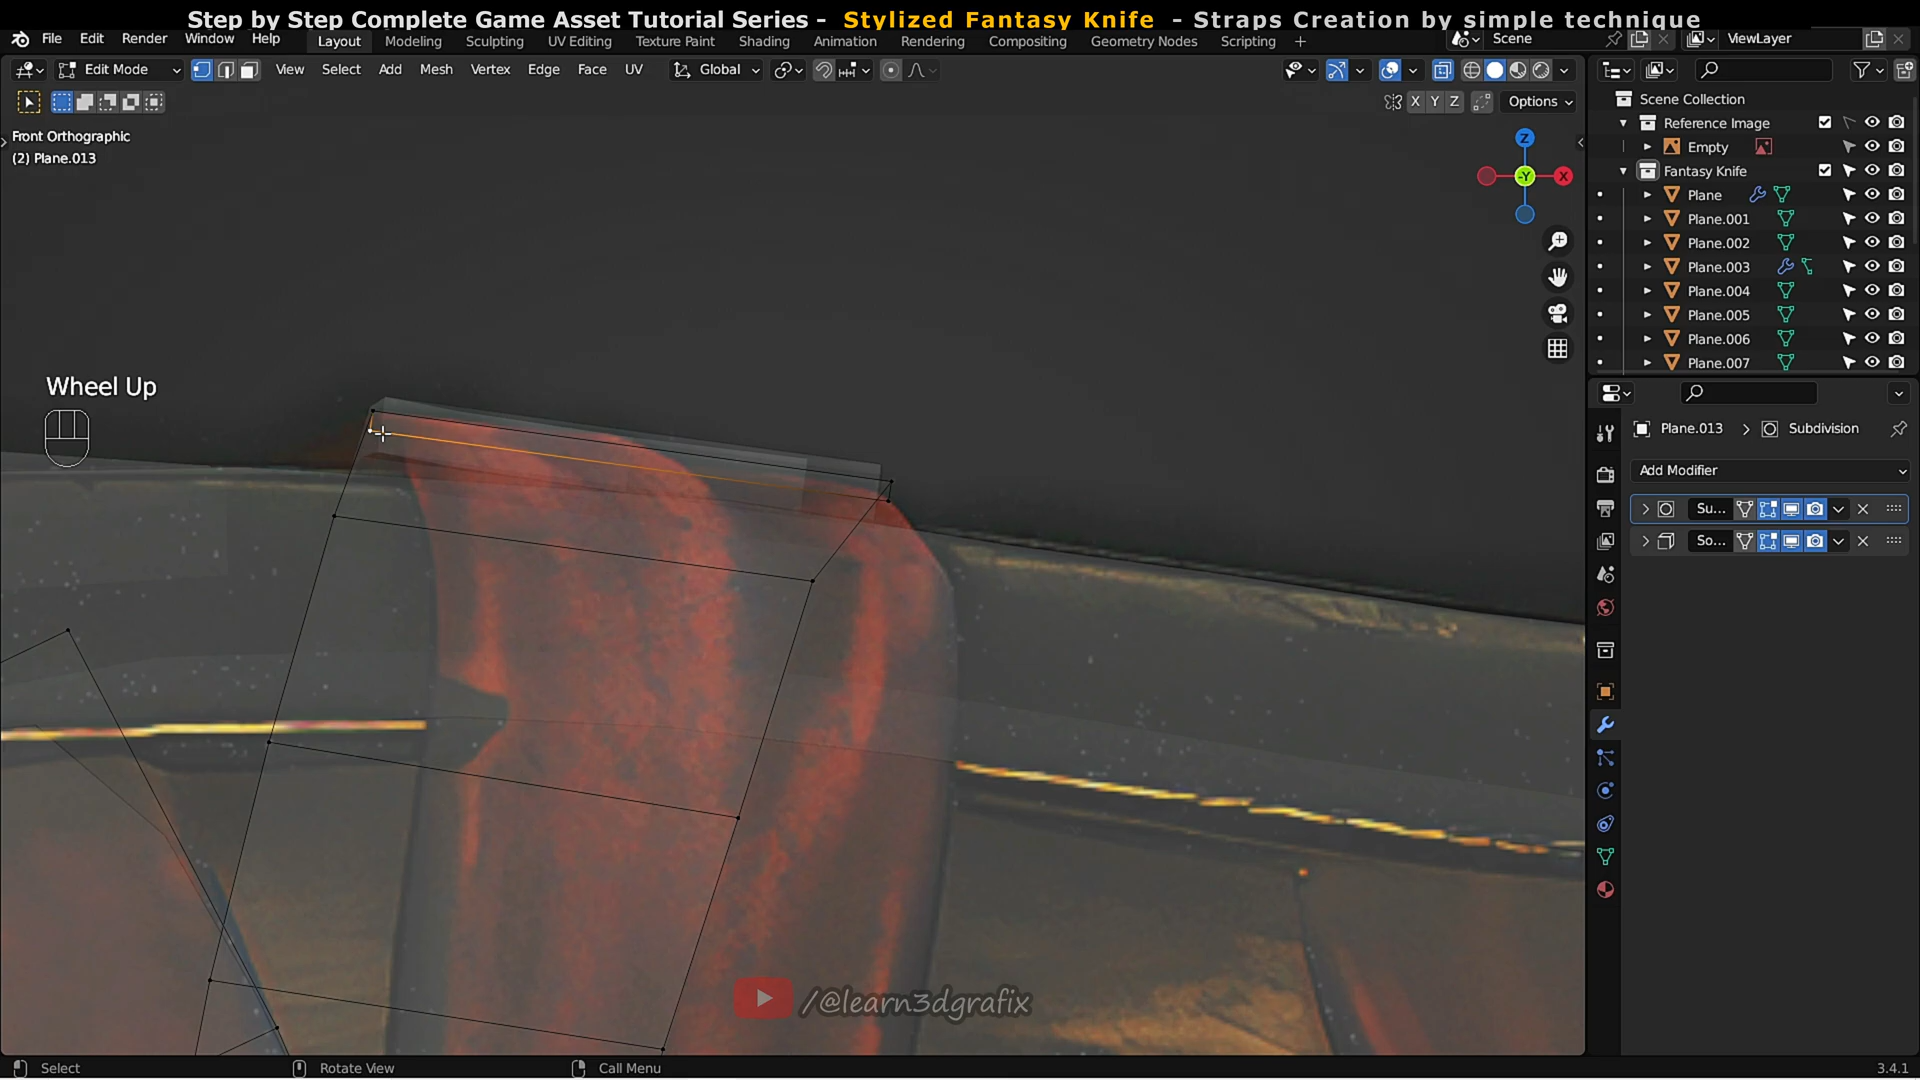 Step by Step Complete Game Asset Tutorial Series - Stylized Fantasy Knife - Straps Creation by simple technique
File Edit Render Window Help Layout Modeling Sculpting UV Editing Texture Paint Shading Animation Rendering Compositing Geometry Nodes Scripting + Scene ViewLayer
Edit Mode View Select Add Mesh Vertex Edge Face UV Global
X Y Z Options
Front Orthographic
(2) Plane.013
Z
-Y
X
Wheel Up
/@learn3dgrafix
Scene Collection
Reference Image
Empty
Fantasy Knife
Plane
Plane.001
Plane.002
Plane.003
Plane.004
Plane.005
Plane.006
Plane.007
Plane.013 > Subdivision
Add Modifier
Su...
So...
Select Rotate View Call Menu 3.4.1